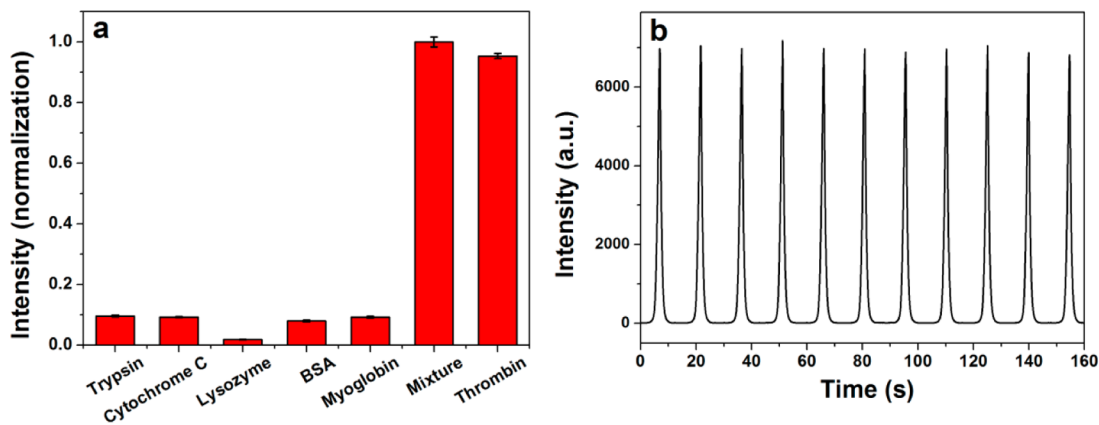 a
Intensity (normalization)
1.0
0.8
0.6
0.4
0.2
0.0
Trypsin
Cytochrome C
Lysozyme
BSA
Myoglobin
Mixture
Thrombin
b
Intensity (a.u.)
6000
4000
2000
0
0 20 40 60 80 100 120 140 160
Time (s)